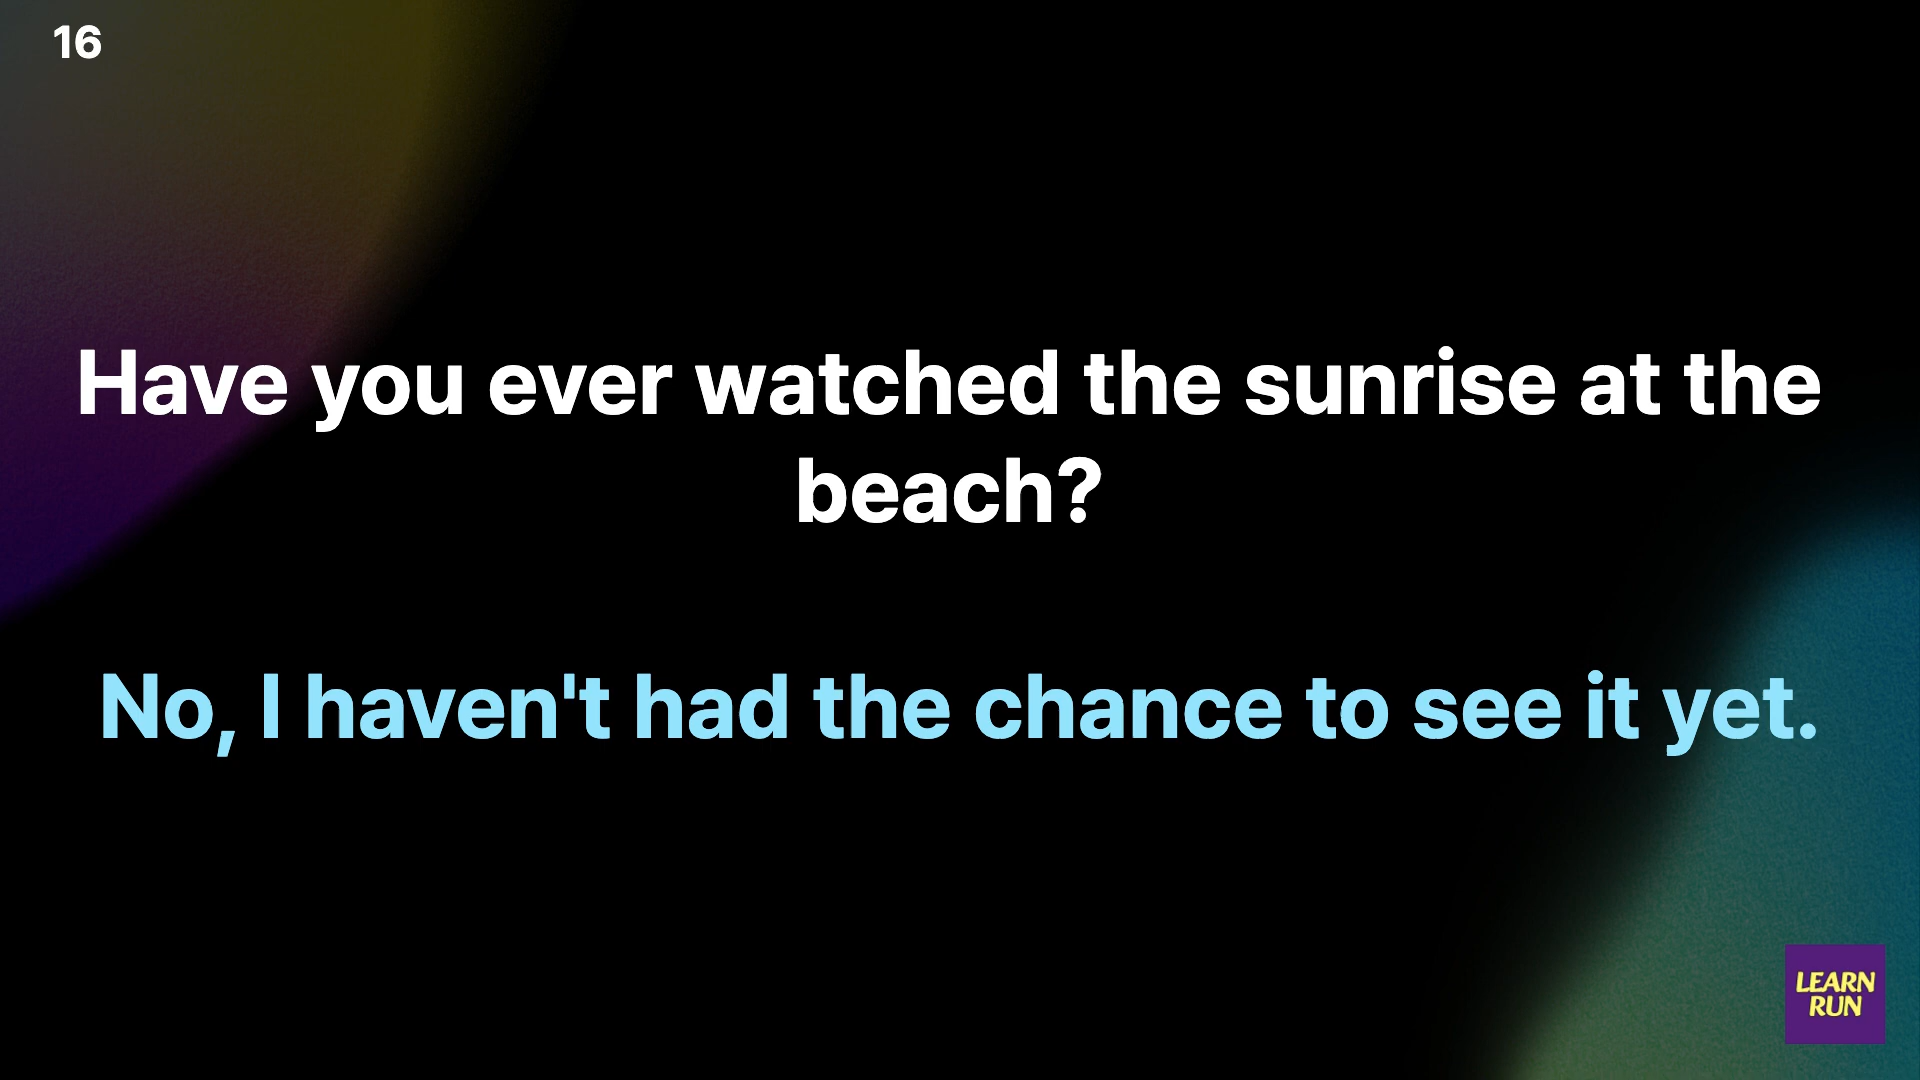 16
Have you ever watched the sunrise at the
beach?
No, I haven't had the chance to see it yet.
LEARN
RUN